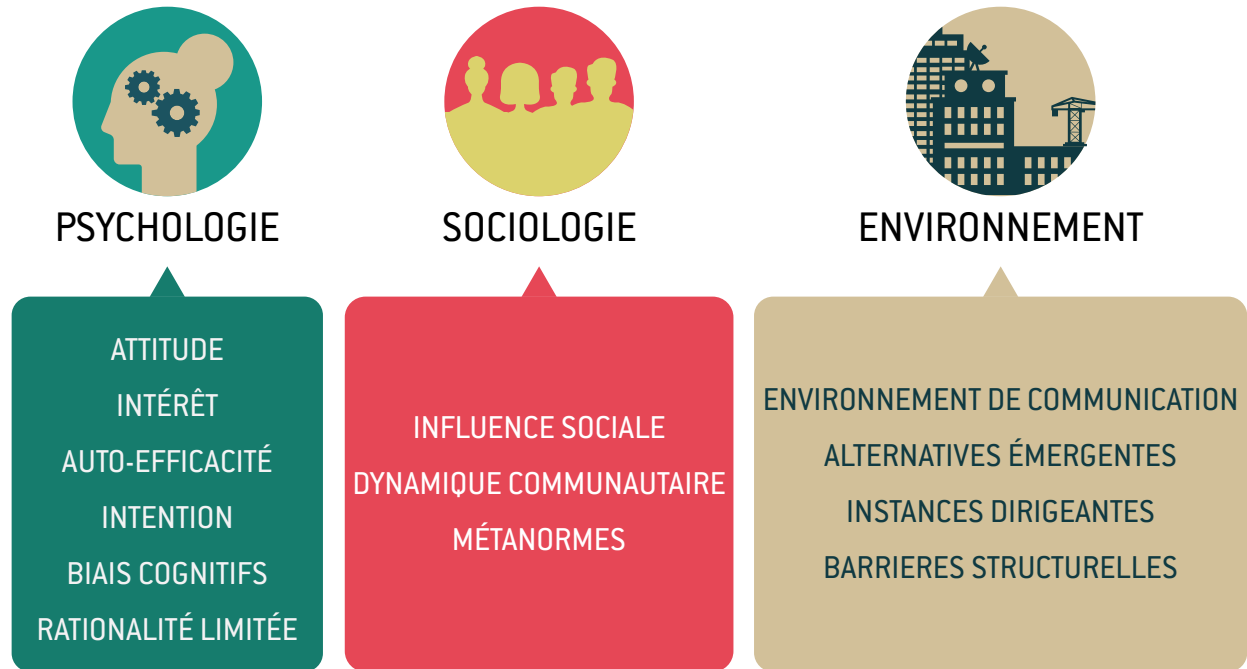 PSYCHOLOGIE
ATTITUDE
INTÉRÊT
AUTO-EFFICACITÉ
INTENTION
BIAIS COGNITIFS
RATIONALITÉ LIMITÉE
SOCIOLOGIE
INFLUENCE SOCIALE
DYNAMIQUE COMMUNAUTAIRE
MÉTANORMES
ENVIRONNEMENT
ENVIRONNEMENT DE COMMUNICATION
ALTERNATIVES ÉMERGENTES
INSTANCES DIRIGEANTES
BARRIERES STRUCTURELLES